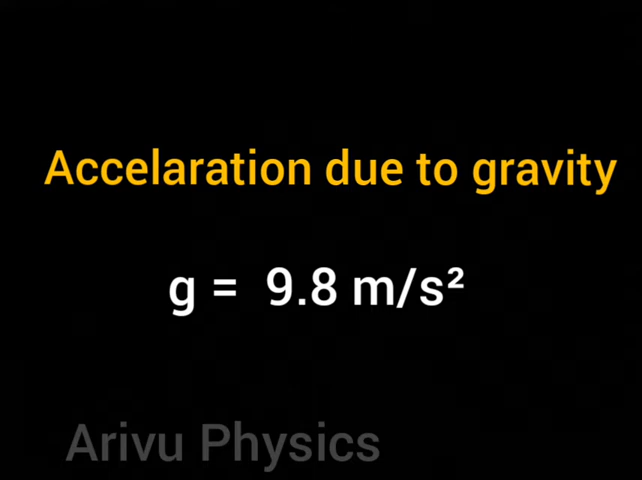 Accelaration due to gravity
g = 9.8 m/s²
Arivu Physics